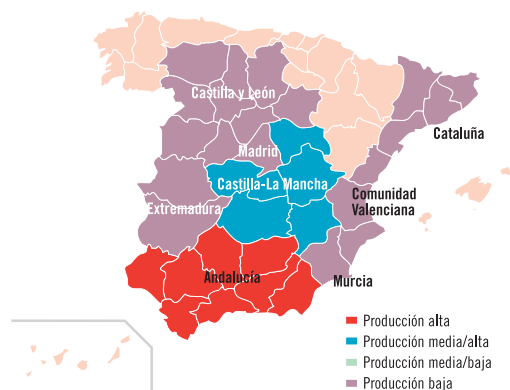 Castilla y León
Cataluña
Madrid
Castilla-La Mancha
Comunidad
Valenciana
Extremadura
Andalucía
Murcia
Producción alta
Producción media/alta
Producción media/baja
Producción baja